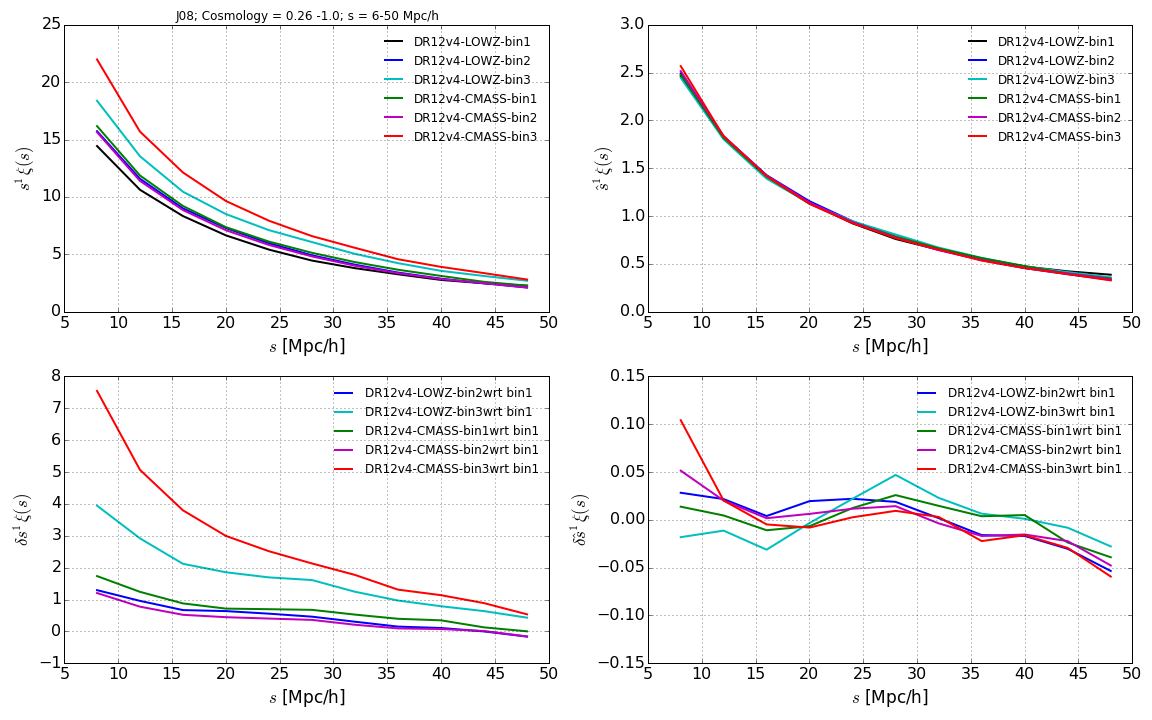 J08; Cosmology = 0.26 -1.0; s = 6-50 Mpc/h
25
20
15
10
5
0
s¹ ξ(s)
DR12v4-LOWZ-bin1
DR12v4-LOWZ-bin2
DR12v4-LOWZ-bin3
DR12v4-CMASS-bin1
DR12v4-CMASS-bin2
DR12v4-CMASS-bin3
5 10 15 20 25 30 35 40 45 50
s [Mpc/h]
3.0
2.5
2.0
1.5
1.0
0.5
0.0
ŝ¹ ξ(s)
DR12v4-LOWZ-bin1
DR12v4-LOWZ-bin2
DR12v4-LOWZ-bin3
DR12v4-CMASS-bin1
DR12v4-CMASS-bin2
DR12v4-CMASS-bin3
5 10 15 20 25 30 35 40 45 50
s [Mpc/h]
8
7
6
5
4
3
2
1
0
−1
δs¹ ξ(s)
DR12v4-LOWZ-bin2wrt bin1
DR12v4-LOWZ-bin3wrt bin1
DR12v4-CMASS-bin1wrt bin1
DR12v4-CMASS-bin2wrt bin1
DR12v4-CMASS-bin3wrt bin1
5 10 15 20 25 30 35 40 45 50
s [Mpc/h]
0.15
0.10
0.05
0.00
−0.05
−0.10
−0.15
δŝ¹ ξ(s)
DR12v4-LOWZ-bin2wrt bin1
DR12v4-LOWZ-bin3wrt bin1
DR12v4-CMASS-bin1wrt bin1
DR12v4-CMASS-bin2wrt bin1
DR12v4-CMASS-bin3wrt bin1
5 10 15 20 25 30 35 40 45 50
s [Mpc/h]